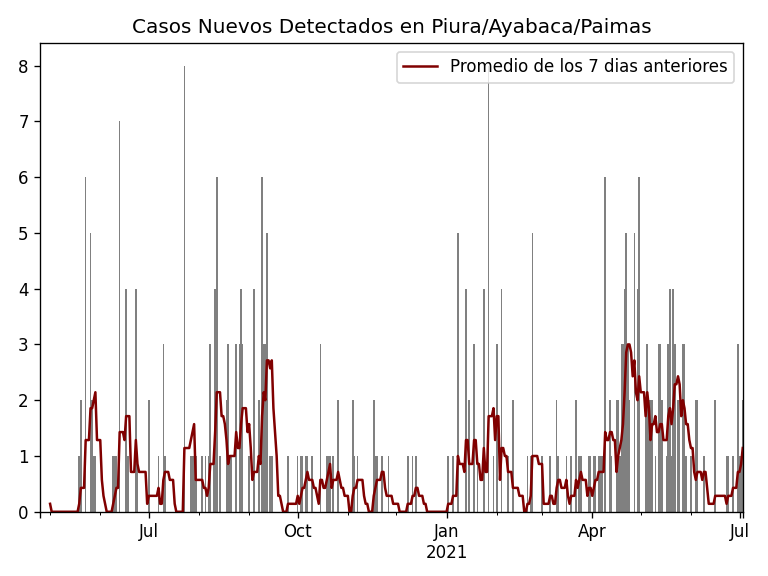 Casos Nuevos Detectados en Piura/Ayabaca/Paimas
Promedio de los 7 dias anteriores
8
7
6
5
4
3
2
1
0
Jul
Oct
Jan
2021
Apr
Jul